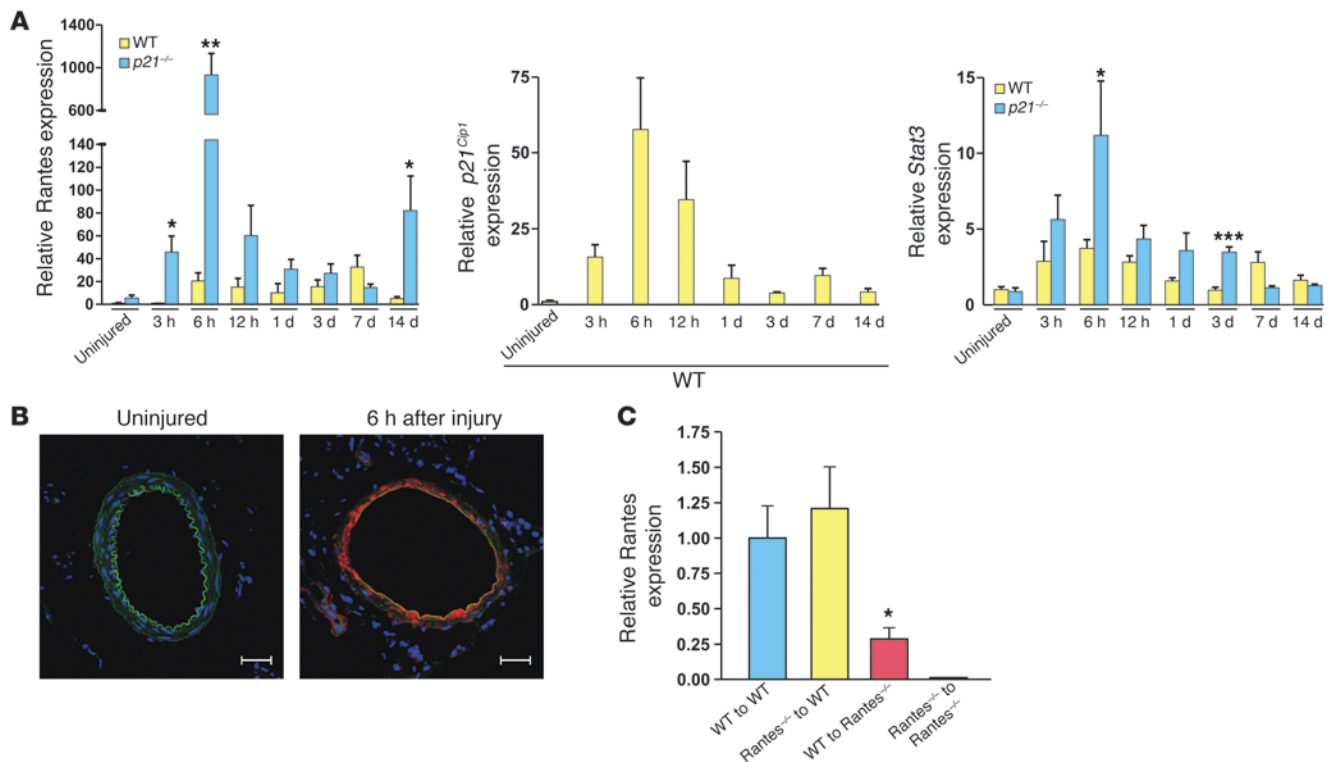 A
Relative Rantes expression
1400
1000
600
140
120
100
80
60
40
20
0
WT
p21⁻/⁻
*
**
*
Uninjured
3 h
6 h
12 h
1 d
3 d
7 d
14 d
Relative p21^Cip1
expression
75
50
25
0
Uninjured
3 h
6 h
12 h
1 d
3 d
7 d
14 d
WT
Relative Stat3
expression
15
10
5
0
WT
p21⁻/⁻
*
***
Uninjured
3 h
6 h
12 h
1 d
3 d
7 d
14 d
B
Uninjured
6 h after injury
C
Relative Rantes
expression
1.75
1.50
1.25
1.00
0.75
0.50
0.25
0.00
*
WT to WT
Rantes⁻/⁻ to WT
WT to Rantes⁻/⁻
Rantes⁻/⁻ to
Rantes⁻/⁻